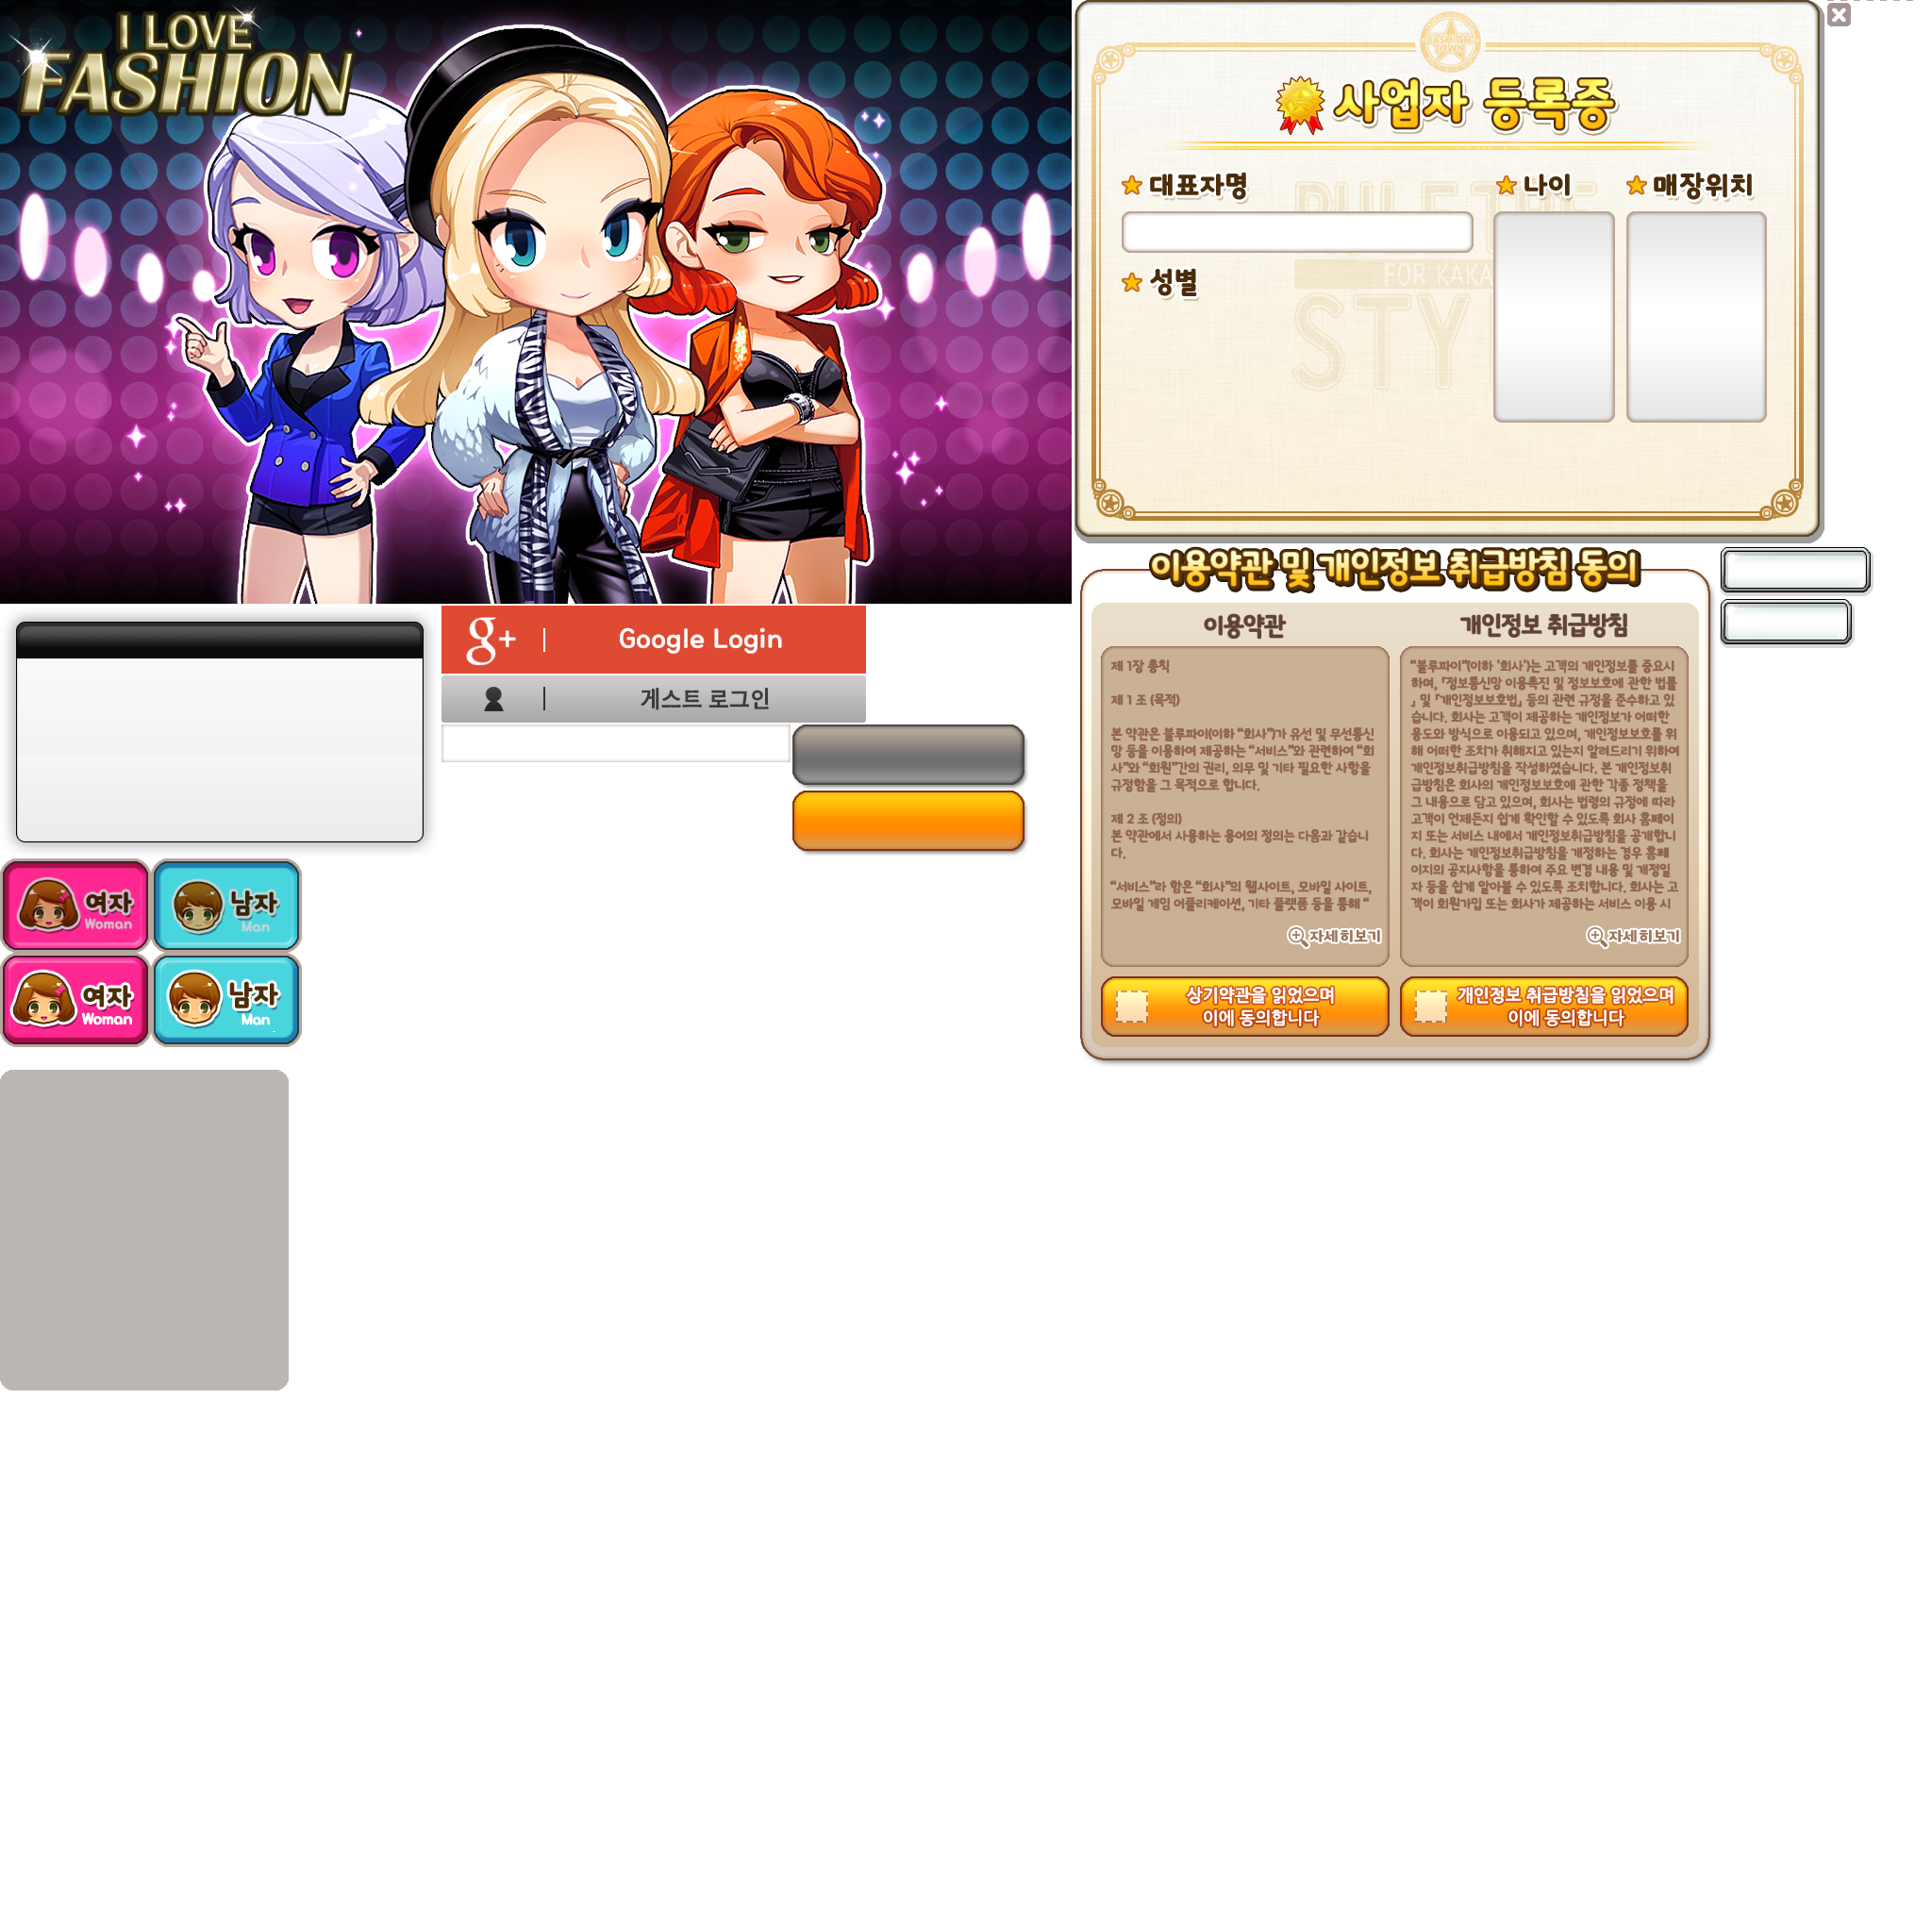 I LOVE
FASHION
FASHION
TOWN
사업자 등록증
대표자명
나이
매장위치
성별
RULE THE
FOR KAKA
STY
Google Login
게스트 로그인
여자
Woman
남자
Man
여자
Woman
남자
Man
이용약관 및 개인정보 취급방침 동의
이용약관
제 1장 총칙
제 1 조 (목적)
본 약관은 블루파이(이하 “회사”)가 유선 및 무선통신
망 등을 이용하여 제공하는 “서비스”와 관련하여 “회
사”와 “회원”간의 권리, 의무 및 기타 필요한 사항을
규정함을 그 목적으로 합니다.
제 2 조 (정의)
본 약관에서 사용하는 용어의 정의는 다음과 같습니
다.
“서비스”라 함은 “회사”의 웹사이트, 모바일 사이트,
모바일 게임 어플리케이션, 기타 플랫폼 등을 통해 “
자세히보기
상기약관을 읽었으며
이에 동의합니다
개인정보 취급방침
“블루파이”(이하 ‘회사’)는 고객의 개인정보를 중요시
하며, 「정보통신망 이용촉진 및 정보보호에 관한 법률
」 및 「개인정보보호법」 등의 관련 규정을 준수하고 있
습니다. 회사는 고객이 제공하는 개인정보가 어떠한
용도와 방식으로 이용되고 있으며, 개인정보보호를 위
해 어떠한 조치가 취해지고 있는지 알려드리기 위하여
개인정보취급방침을 작성하였습니다. 본 개인정보취
급방침은 회사의 개인정보보호에 관한 각종 정책을
그 내용으로 담고 있으며, 회사는 법령의 규정에 따라
고객이 언제든지 쉽게 확인할 수 있도록 회사 홈페이
지 또는 서비스 내에서 개인정보취급방침을 공개합니
다. 회사는 개인정보취급방침을 개정하는 경우 홈페
이지의 공지사항을 통하여 주요 변경 내용 및 개정일
자 등을 쉽게 알아볼 수 있도록 조치합니다. 회사는 고
객이 회원가입 또는 회사가 제공하는 서비스 이용 시
자세히보기
개인정보 취급방침을 읽었으며
이에 동의합니다